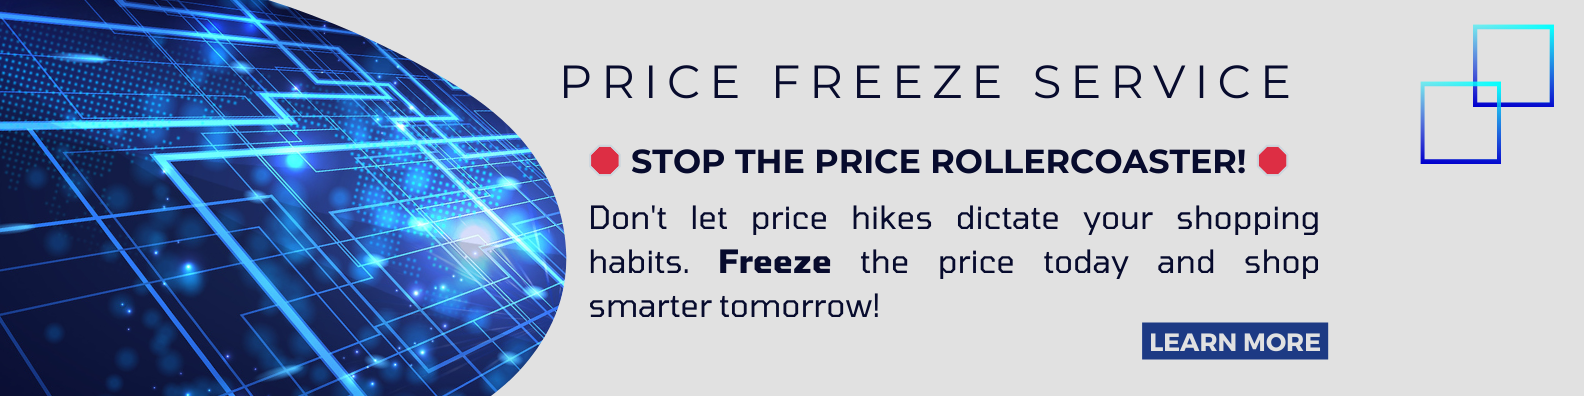 PRICE FREEZE SERVICE
STOP THE PRICE ROLLERCOASTER!
Don't let price hikes dictate your shopping
habits. Freeze the price today and shop
smarter tomorrow!
LEARN MORE